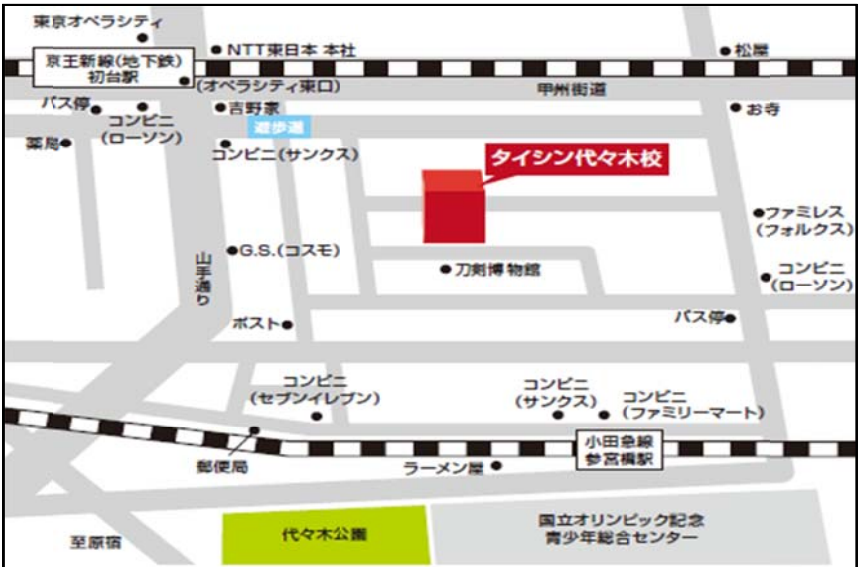 東京オペラシティ
NTT東日本 本社
松屋
京王新線(地下鉄)
初台駅
(オペラシティ東口)
甲州街道
バス停
コンビニ
(ローソン)
吉野家
お寺
遊歩道
薬局
コンビニ(サンクス)
タイシン代々木校
ファミレス
(フォルクス)
山手通り
G.S.(コスモ)
刀剣博物館
コンビニ
(ローソン)
ポスト
バス停
コンビニ
(セブンイレブン)
コンビニ
(サンクス)
コンビニ
(ファミリーマート)
小田急線
参宮橋駅
郵便局
ラーメン屋
至原宿
代々木公園
国立オリンピック記念
青少年総合センター